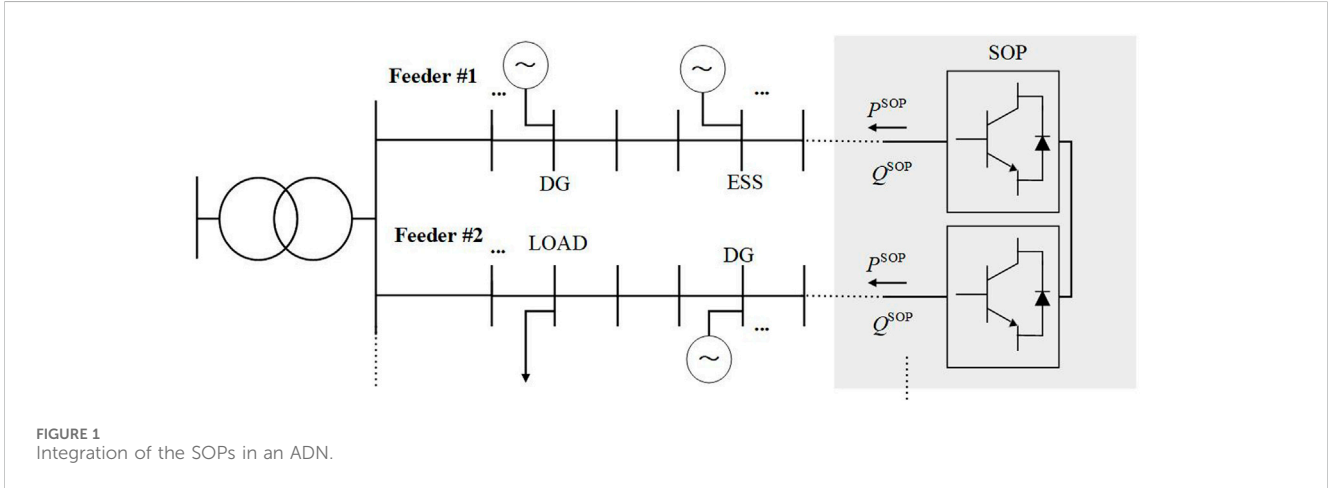 SOP
Feeder #1
~
~
...
...
P^SOP
Q^SOP
DG
ESS
Feeder #2
...
LOAD
DG
P^SOP
...
Q^SOP
~
FIGURE 1
Integration of the SOPs in an ADN.